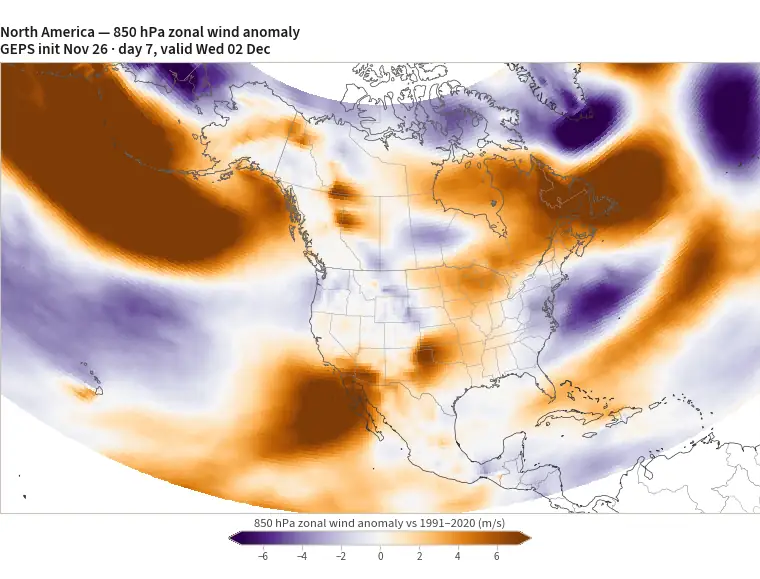 North America — 850 hPa zonal wind anomaly
GEPS init Nov 26 · day 7, valid Wed 02 Dec
850 hPa zonal wind anomaly vs 1991–2020 (m/s)
−6 −4 −2 0 2 4 6